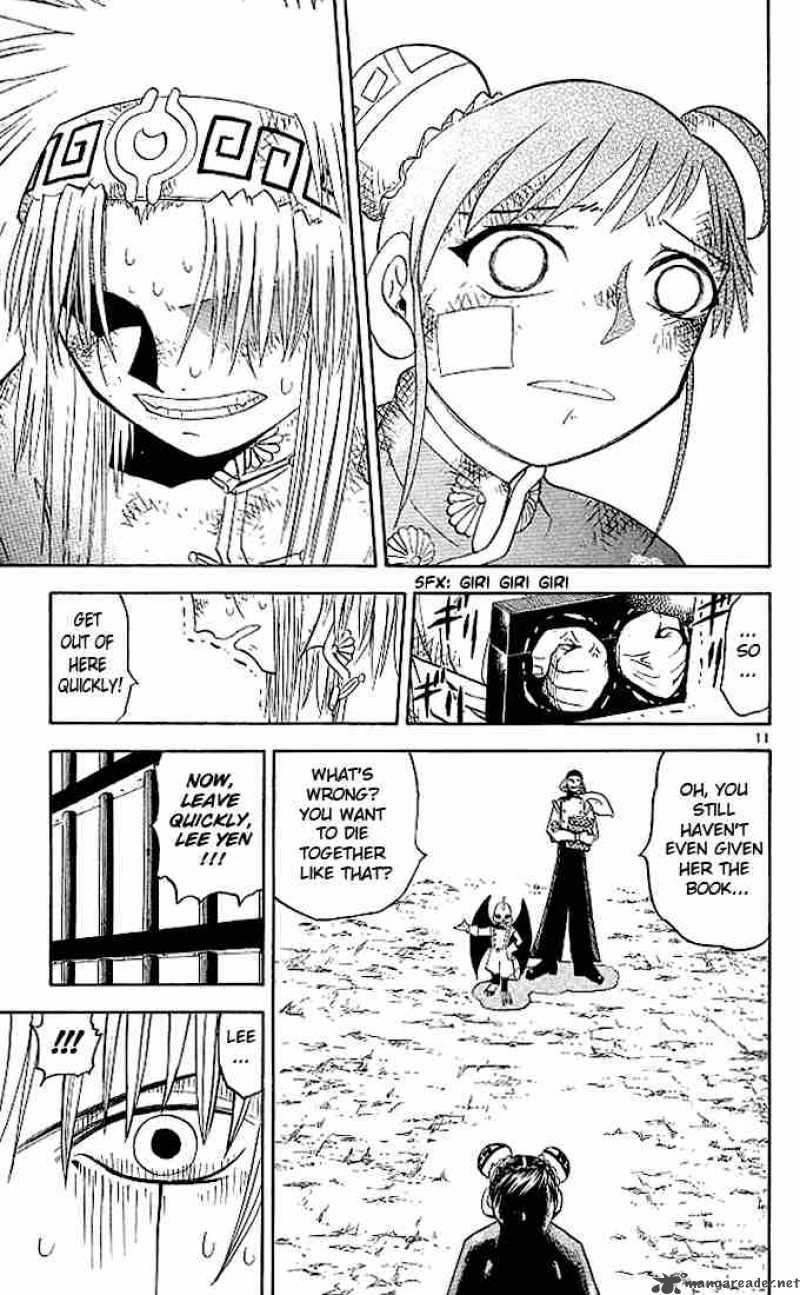 SFX: GIRI GIRI GIRI
...
SO
...
GET
OUT OF
HERE
QUICKLY!
11
OH, YOU
STILL
HAVEN'T
EVEN GIVEN
HER THE
BOOK...
WHAT'S
WRONG?
YOU WANT
TO DIE
TOGETHER
LIKE THAT?
NOW,
LEAVE
QUICKLY,
LEE YEN
!!!
LEE
...
!!!
mangareader.net